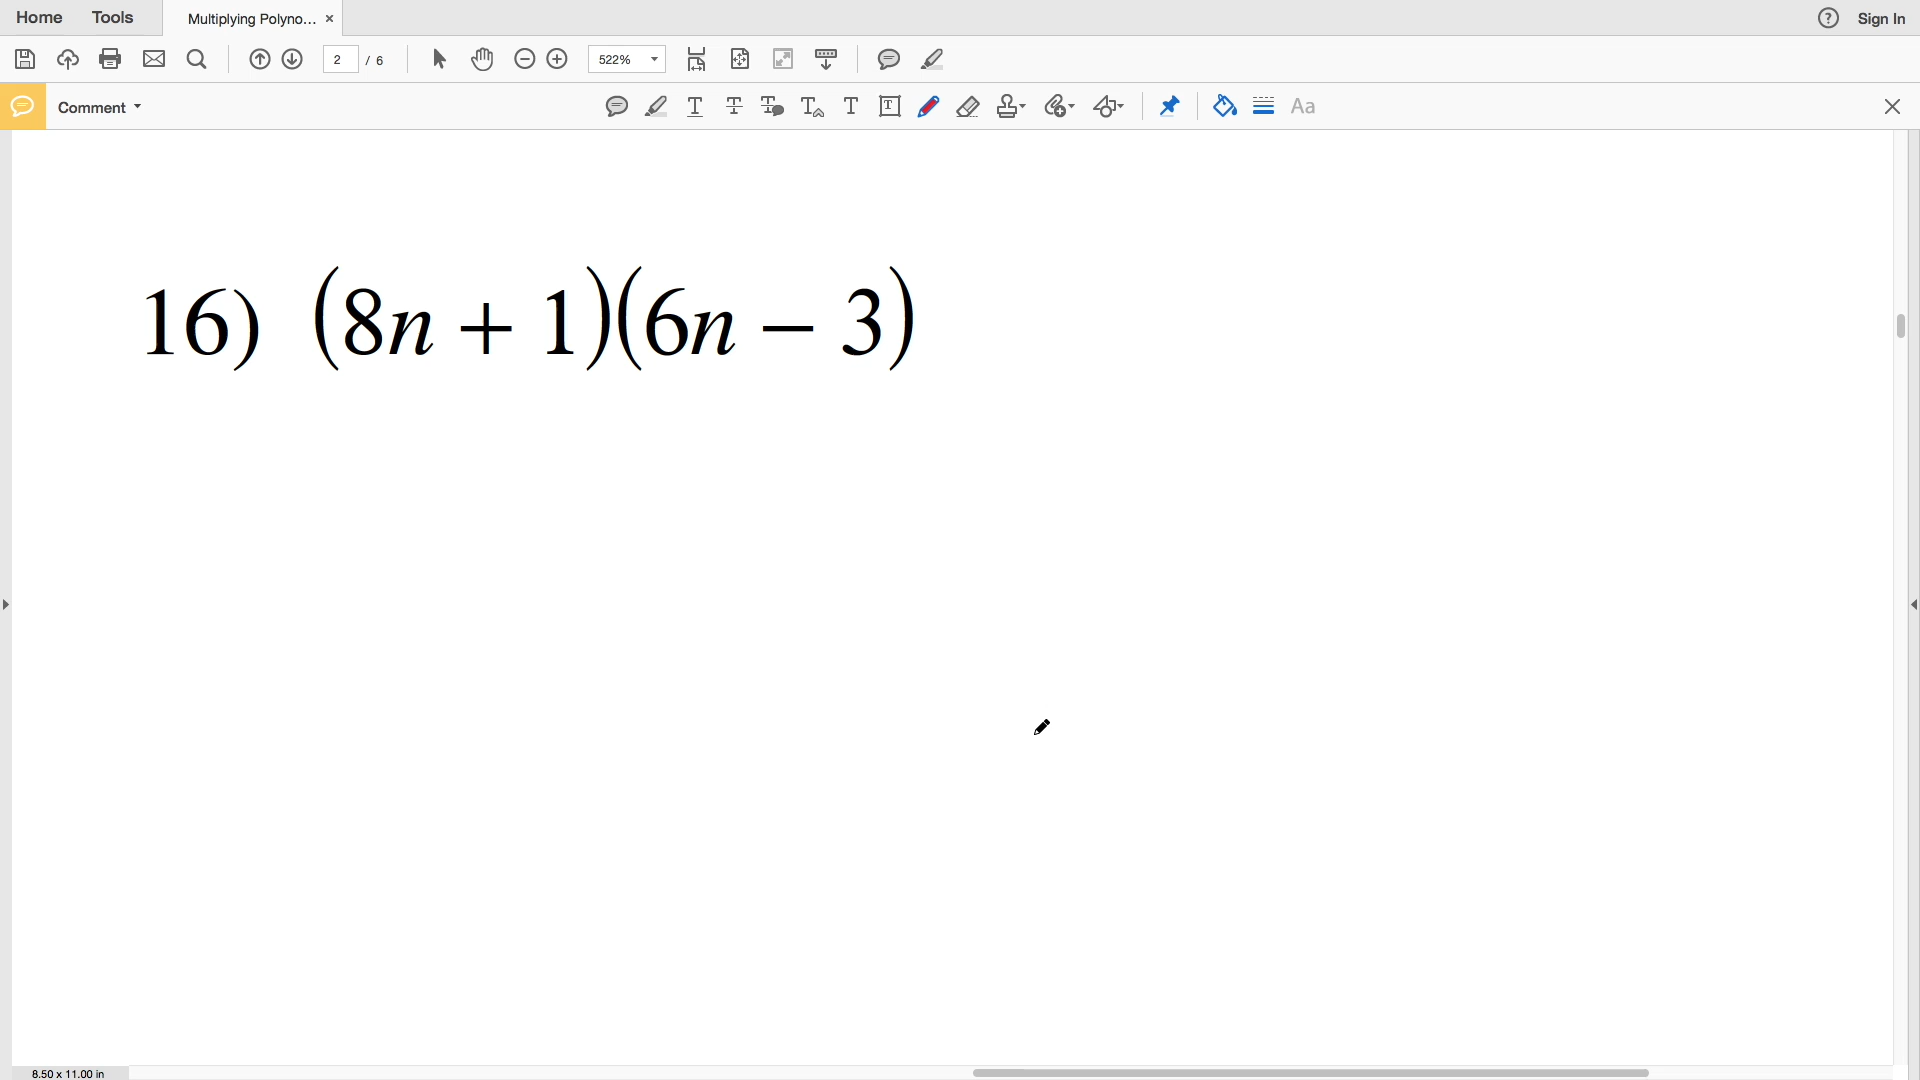 Home Tools Multiplying Polyno... × ? Sign In
2 / 6 522%
Comment T T T T T T Aa
16) (8n + 1)(6n − 3)
8.50 x 11.00 in